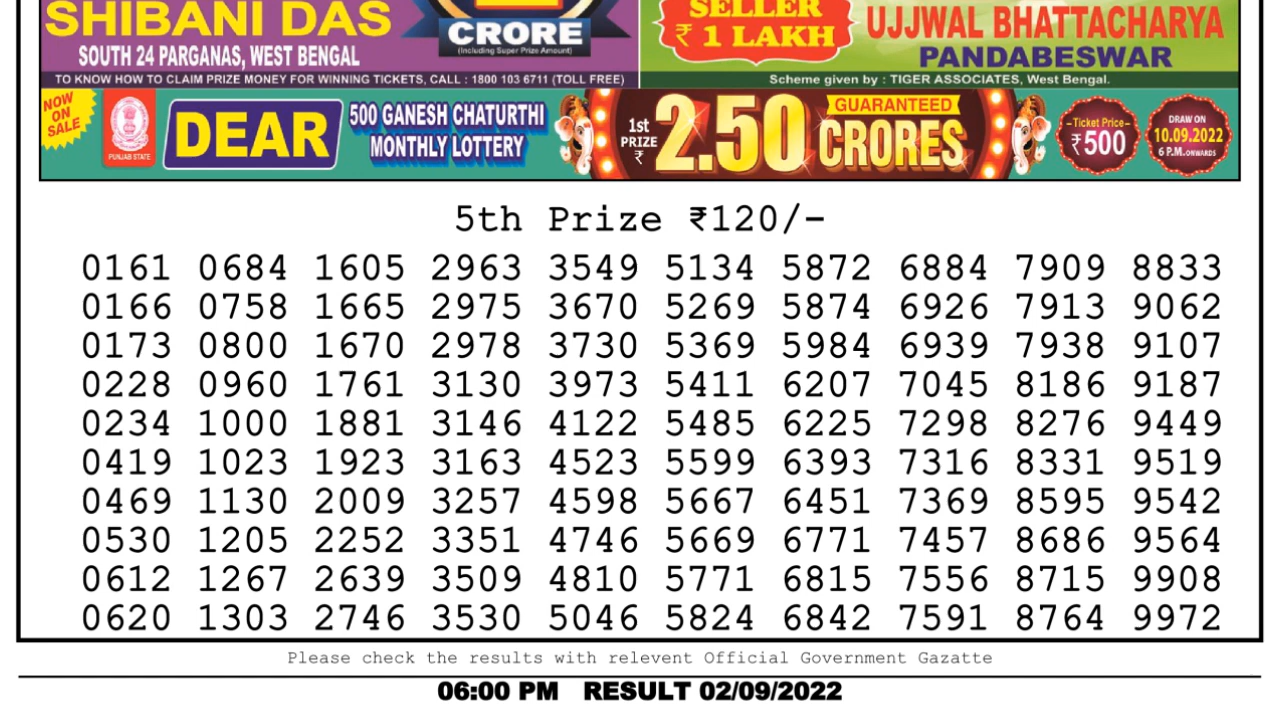 SHIBANI DAS
SOUTH 24 PARGANAS, WEST BENGAL
CRORE
(Including Super Prize Amount)
TO KNOW HOW TO CLAIM PRIZE MONEY FOR WINNING TICKETS, CALL : 1800 103 6711 (TOLL FREE)
SELLER
₹ 1 LAKH
UJJWAL BHATTACHARYA
PANDABESWAR
Scheme given by : TIGER ASSOCIATES, West Bengal.
NOW
ON
SALE
PUNJAB STATE
DEAR
500 GANESH CHATURTHI
MONTHLY LOTTERY
1st
PRIZE
₹
2.50
GUARANTEED
CRORES
Ticket Price
₹500
DRAW ON
10.09.2022
6 P.M. ONWARDS
5th Prize ₹120/-
0161 0684 1605 2963 3549 5134 5872 6884 7909 8833
0166 0758 1665 2975 3670 5269 5874 6926 7913 9062
0173 0800 1670 2978 3730 5369 5984 6939 7938 9107
0228 0960 1761 3130 3973 5411 6207 7045 8186 9187
0234 1000 1881 3146 4122 5485 6225 7298 8276 9449
0419 1023 1923 3163 4523 5599 6393 7316 8331 9519
0469 1130 2009 3257 4598 5667 6451 7369 8595 9542
0530 1205 2252 3351 4746 5669 6771 7457 8686 9564
0612 1267 2639 3509 4810 5771 6815 7556 8715 9908
0620 1303 2746 3530 5046 5824 6842 7591 8764 9972
Please check the results with relevent Official Government Gazatte
06:00 PM RESULT 02/09/2022